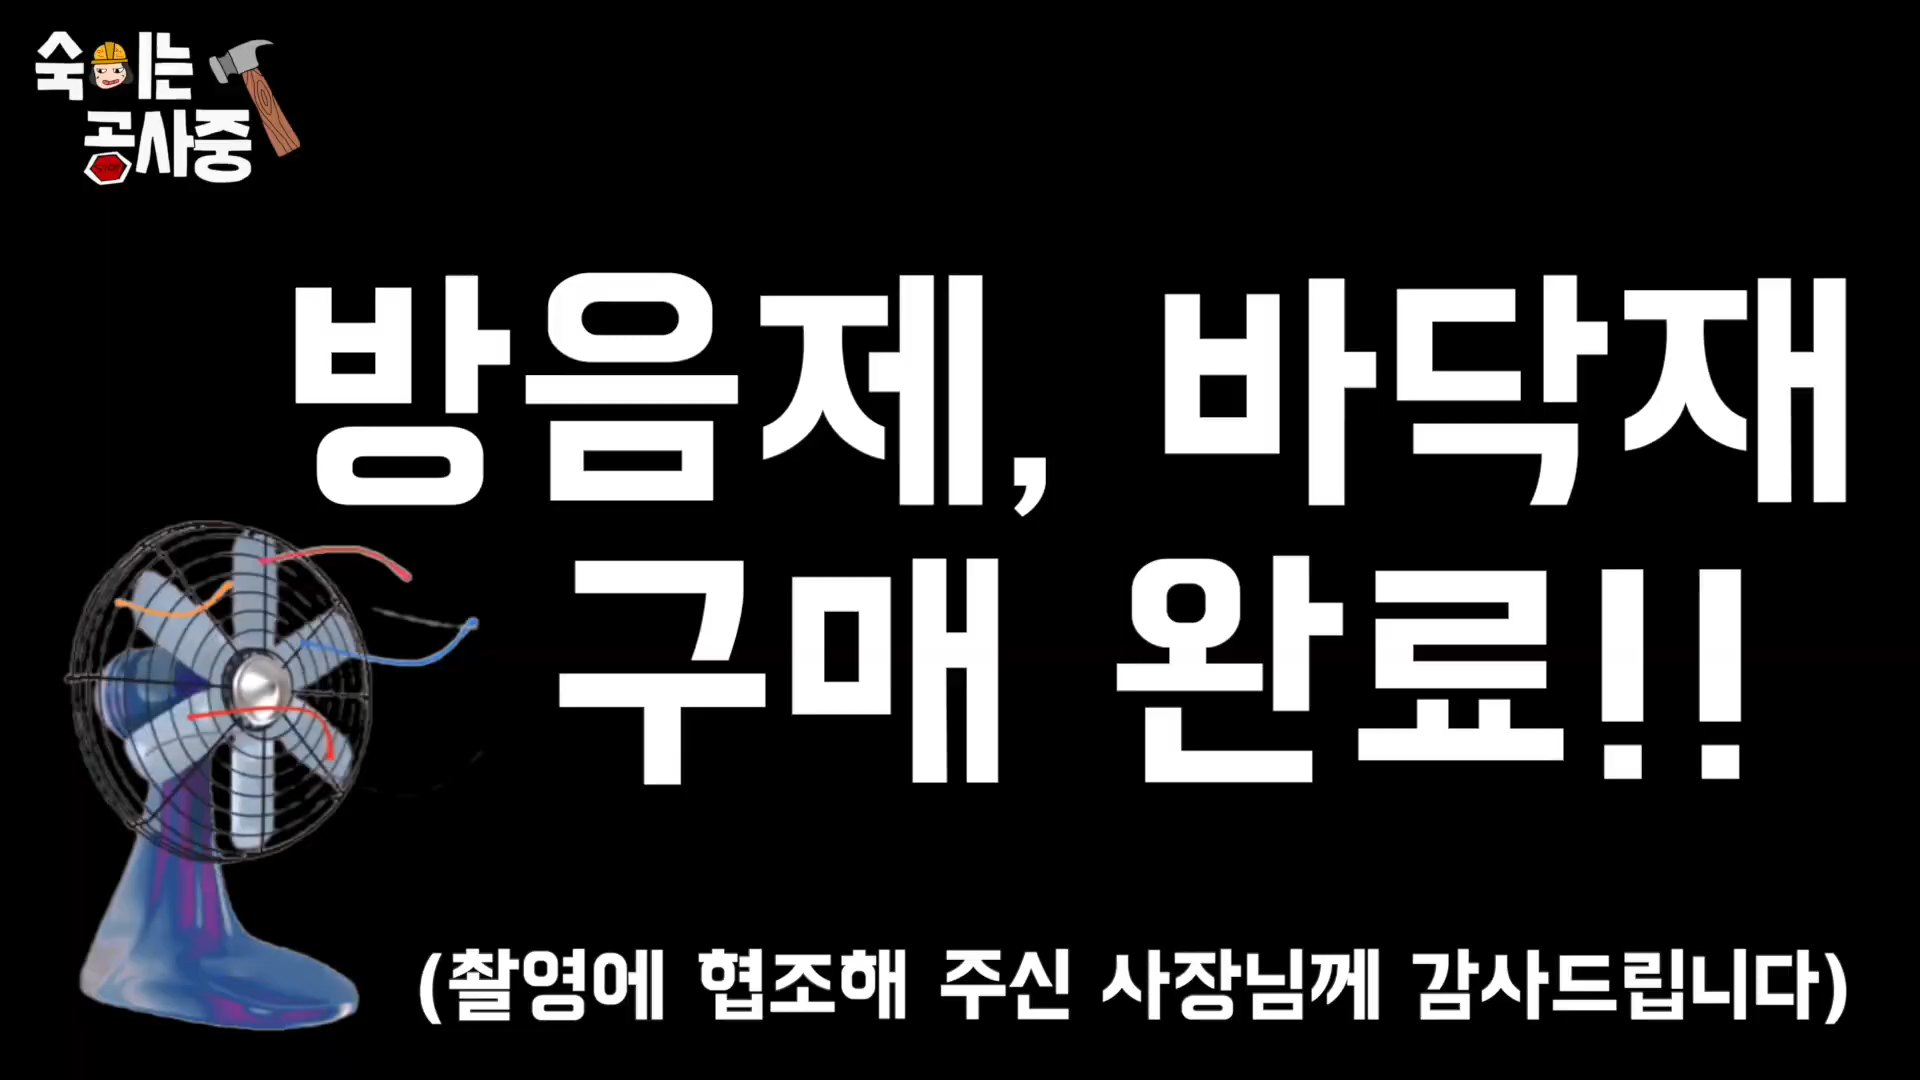 숙이는
공사중
STOP
방음제, 바닥재
구매 완료!!
(촬영에 협조해 주신 사장님께 감사드립니다)